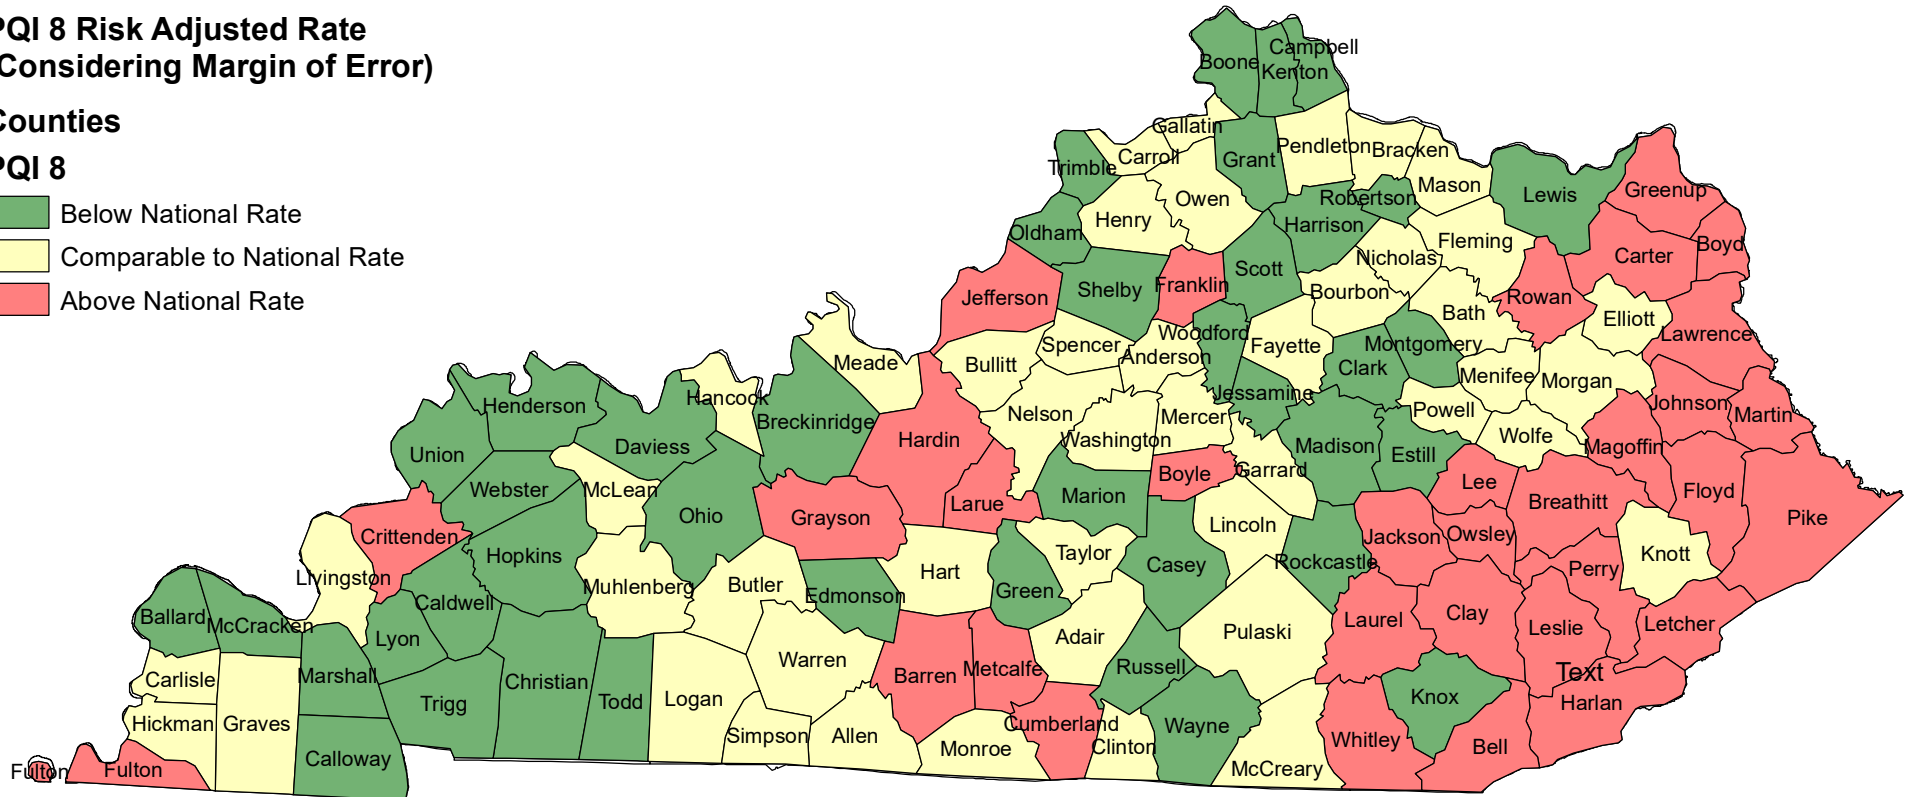 PQI 8 Risk Adjusted Rate
(Considering Margin of Error)
Counties
PQI 8
Below National Rate
Comparable to National Rate
Above National Rate
Boone
Campbell
Kenton
Gallatin
Carroll
Trimble
Grant
Pendleton
Bracken
Mason
Lewis
Greenup
Robertson
Owen
Henry
Oldham
Harrison
Fleming
Nicholas
Carter
Boyd
Jefferson
Shelby
Franklin
Scott
Bourbon
Rowan
Bath
Elliott
Lawrence
Woodford
Spencer
Anderson
Fayette
Montgomery
Meade
Bullitt
Clark
Menifee
Morgan
Hancock
Breckinridge
Henderson
Jessamine
Johnson
Martin
Nelson
Mercer
Powell
Wolfe
Magoffin
Daviess
Union
Hardin
Washington
Madison
Estill
Garrard
Boyle
Webster
McLean
Larue
Marion
Lee
Breathitt
Floyd
Pike
Ohio
Grayson
Crittenden
Lincoln
Jackson
Owsley
Hopkins
Taylor
Casey
Rockcastle
Knott
Perry
Livingston
Muhlenberg
Butler
Edmonson
Hart
Green
Caldwell
Ballard
McCracken
Lyon
Adair
Pulaski
Laurel
Clay
Leslie
Letcher
Carlisle
Marshall
Christian
Warren
Barren
Metcalfe
Russell
Text
Knox
Harlan
Trigg
Todd
Logan
Hickman
Graves
Simpson
Allen
Monroe
Cumberland
Clinton
Wayne
Whitley
Bell
Calloway
McCreary
Fulton
Fulton